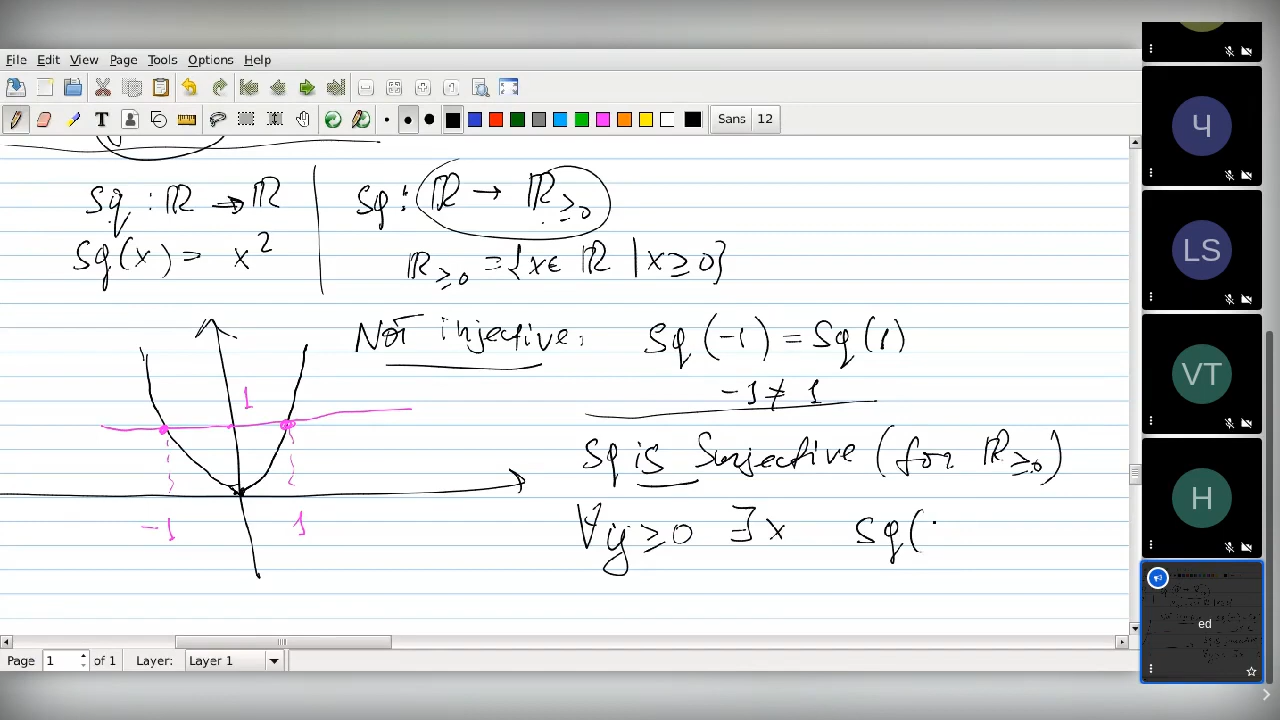 File Edit View Page Tools Options Help
Sans 12
Sq : ℝ → ℝ
Sq(x) = x²
Sq : ℝ → ℝ≥0
ℝ≥0 = {x ∈ ℝ | x ≥ 0}
Not injective: Sq(-1) = Sq(1)
-1 ≠ 1
1
-1 1
Sq is Surjective (for ℝ≥0)
∀y ≥ 0 ∃x Sq(
Page 1 of 1 Layer: Layer 1
Ч
LS
VT
H
ed